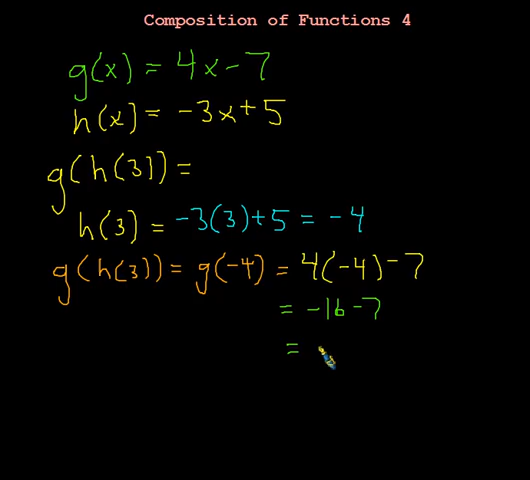 Composition of Functions 4
g(x) = 4x - 7
h(x) = -3x + 5
g(h(3)) =
h(3) = -3(3) + 5 = -4
g(h(3)) = g(-4) = 4(-4) - 7
= -16 - 7
=